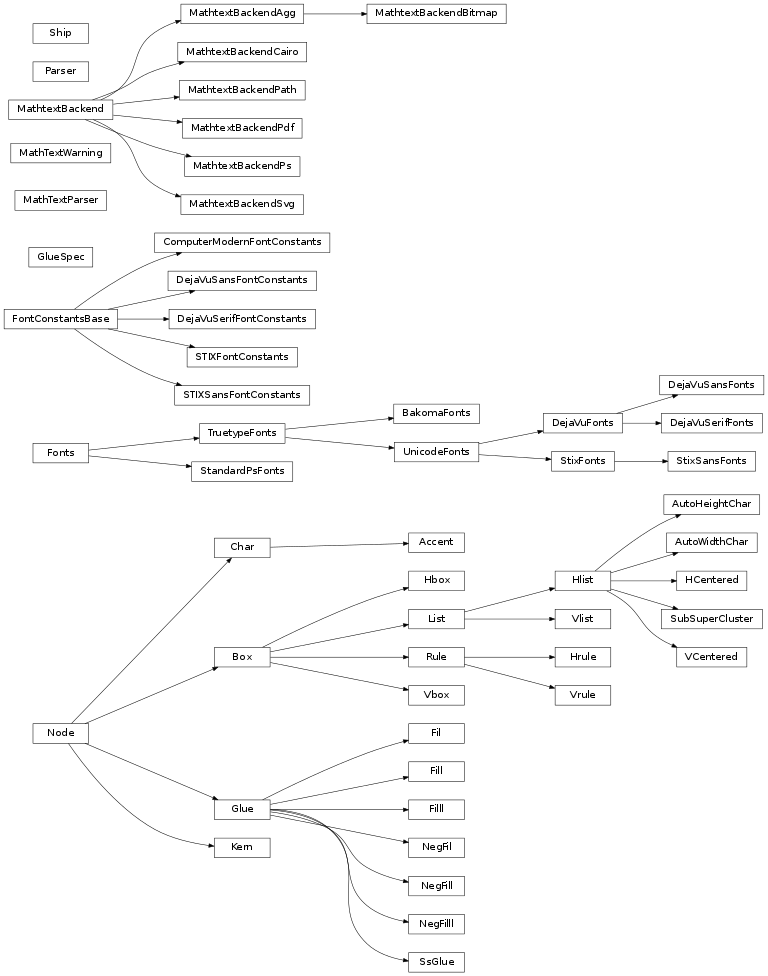 MathtextBackendAgg
MathtextBackendBitmap
Ship
MathtextBackendCairo
Parser
MathtextBackendPath
MathtextBackend
MathtextBackendPdf
MathTextWarning
MathtextBackendPs
MathTextParser
MathtextBackendSvg
ComputerModernFontConstants
GlueSpec
DejaVuSansFontConstants
FontConstantsBase
DejaVuSerifFontConstants
STIXFontConstants
STIXSansFontConstants
DejaVuSansFonts
BakomaFonts
DejaVuFonts
DejaVuSerifFonts
TruetypeFonts
Fonts
UnicodeFonts
StixFonts
StixSansFonts
StandardPsFonts
AutoHeightChar
Char
Accent
AutoWidthChar
Hbox
Hlist
HCentered
List
Vlist
SubSuperCluster
Box
Rule
Hrule
VCentered
Vbox
Vrule
Node
Fil
Fill
Glue
Filll
Kern
NegFil
NegFill
NegFilll
SsGlue